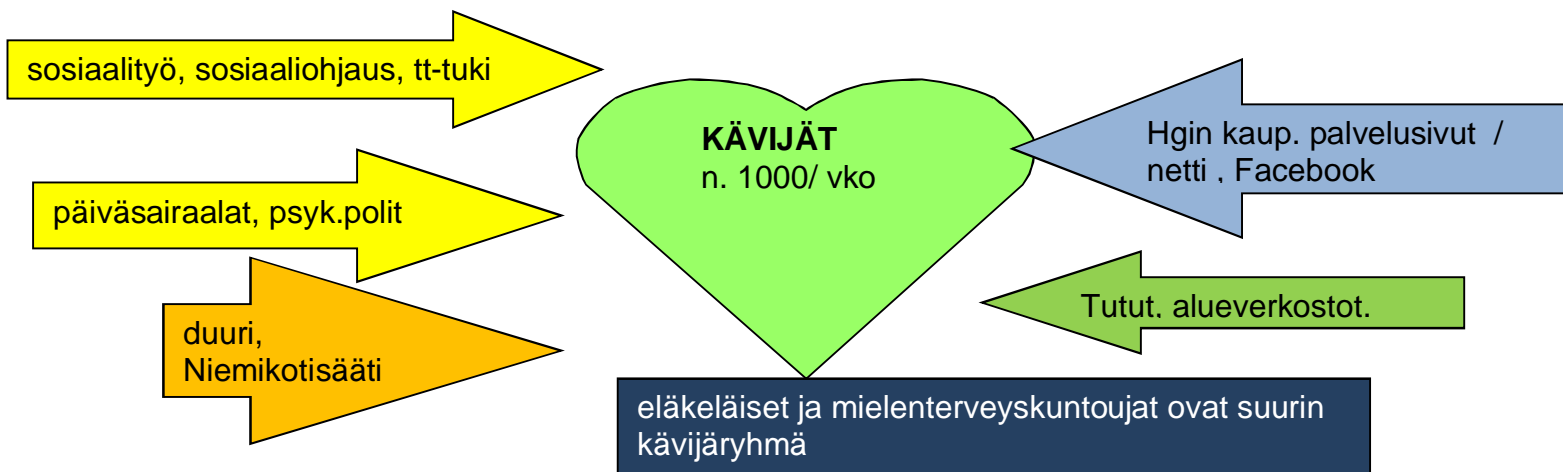 sosiaalityö, sosiaaliohjaus, tt-tuki
KÄVIJÄT
n. 1000/ vko
Hgin kaup. palvelusivut /
netti , Facebook
päiväsairaalat, psyk.polit
Tutut, alueverkostot.
duuri,
Niemikotisääti
eläkeläiset ja mielenterveyskuntoujat ovat suurin
kävijäryhmä